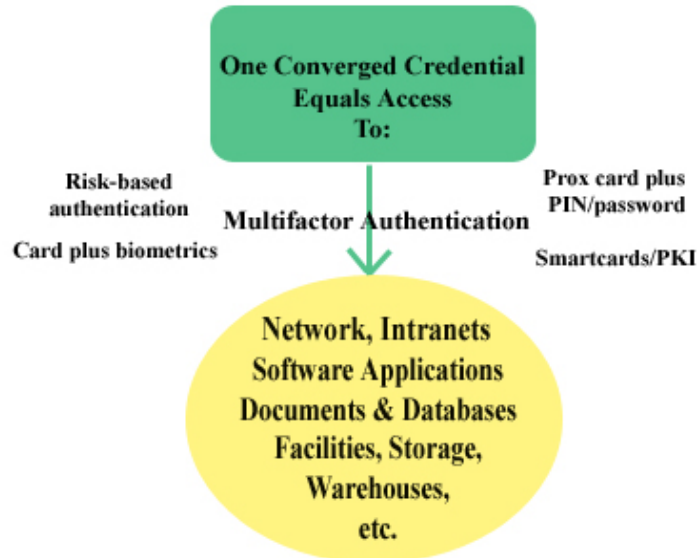 One Converged Credential
Equals Access
To:
Risk-based
authentication
Card plus biometrics
Multifactor Authentication
Prox card plus
PIN/password
Smartcards/PKI
Network, Intranets
Software Applications
Documents & Databases
Facilities, Storage,
Warehouses,
etc.